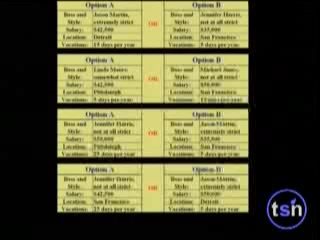 Option A
Boss and Style: Jason Martin, extremely strict
Salary: $42,500
Location: Detroit
Vacations: 15 days per year
OR
Option B
Boss and Style: Jennifer Harris, not at all strict
Salary: $35,000
Location: San Francisco
Vacations: 5 days per year
Option A
Boss and Style: Linda Moore, somewhat strict
Salary: $42,500
Location: Pittsburgh
Vacations: 5 days per year
OR
Option B
Boss and Style: Michael Jones, not at all strict
Salary: $35,000
Location: San Francisco
Vacations: days per year
Option A
Boss and Style: Jennifer Harris, not at all strict
Salary: $50,000
Location: Pittsburgh
Vacations: 25 days per year
OR
Option B
Boss and Style: Jason Martin, extremely strict
Salary:
Location: San Francisco
Vacations: 5 days per year
Option A
Boss and Style: Jennifer Harris, not at all strict
Salary: $42,500
Location: San Francisco
Vacations: 25 days per year
OR
Option B
Boss and Style: Jason Martin, extremely strict
Salary: $50,000
Location: Detroit
Vacations: 5 days per year
tsh